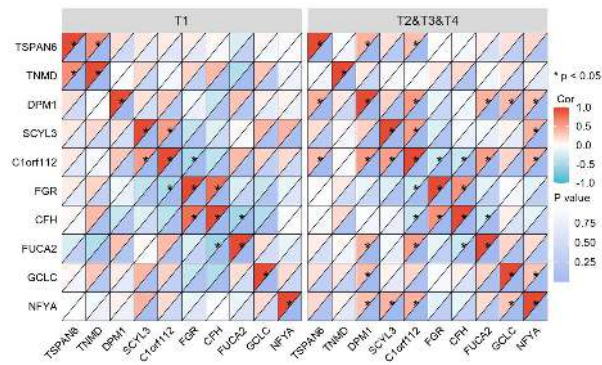 T1
T2&T3&T4
TSPAN6
TNMD
DPM1
SCYL3
C1orf112
FGR
CFH
FUCA2
GCLC
NFYA
* p < 0.05
Cor
1.0
0.5
0.0
-0.5
-1.0
P value
0.75
0.50
0.25
TSPAN6
TNMD
DPM1
SCYL3
C1orf112
FGR
CFH
FUCA2
GCLC
NFYA
TSPAN6
TNMD
DPM1
SCYL3
C1orf112
FGR
CFH
FUCA2
GCLC
NFYA